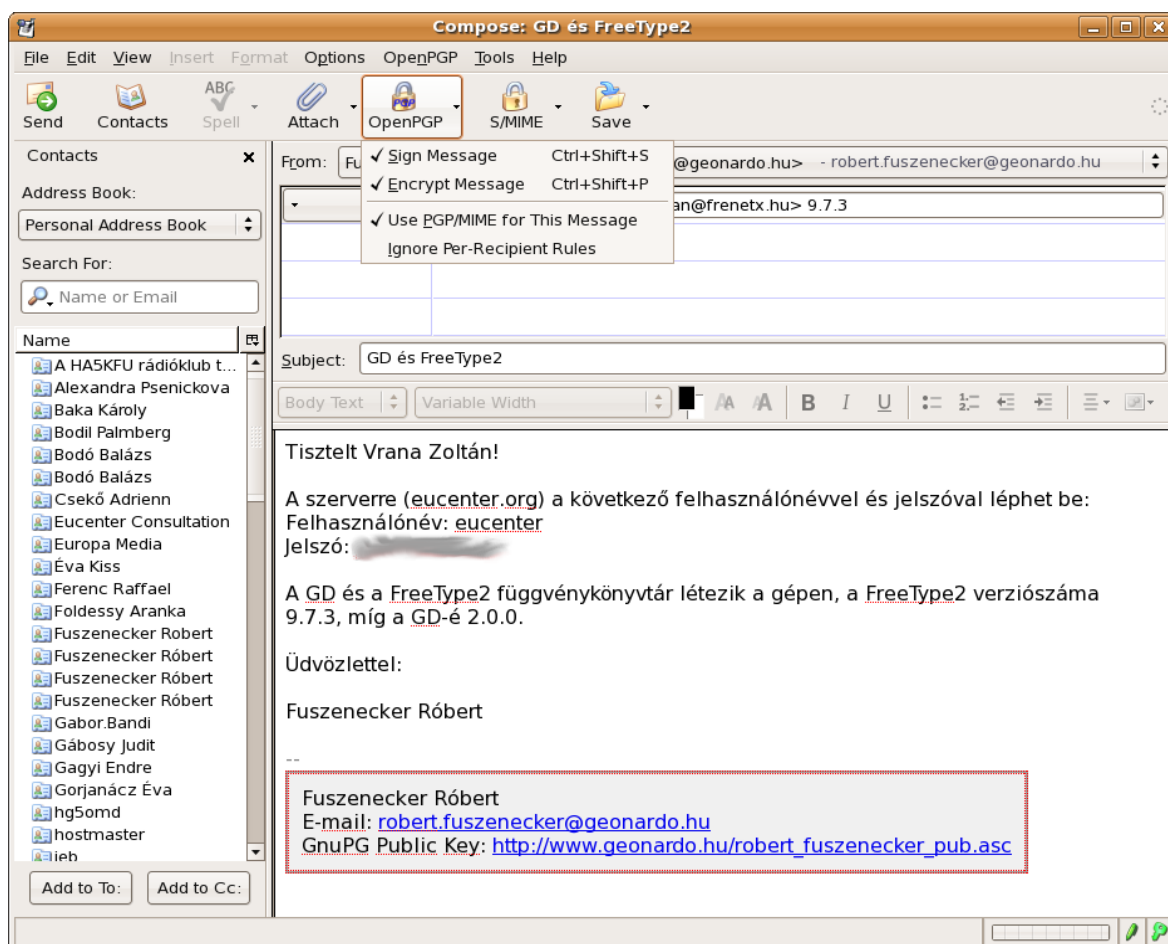 Compose: GD és FreeType2
File Edit View Insert Format Options OpenPGP Tools Help
Send Contacts ABC Spell Attach PGP OpenPGP S/MIME Save
Contacts
Address Book:
Personal Address Book
Search For:
Name or Email
Name
A HA5KFU rádióklub t...
Alexandra Psenickova
Baka Károly
Bodil Palmberg
Bodó Balázs
Bodó Balázs
Csekő Adrienn
Eucenter Consultation
Europa Media
Éva Kiss
Ferenc Raffael
Foldessy Aranka
Fuszenecker Robert
Fuszenecker Róbert
Fuszenecker Róbert
Fuszenecker Róbert
Gabor.Bandi
Gábosy Judit
Gagyi Endre
Gorjanácz Éva
hg5omd
hostmaster
Add to To: Add to Cc:
Sign Message Ctrl+Shift+S
Encrypt Message Ctrl+Shift+P
Use PGP/MIME for This Message
Ignore Per-Recipient Rules
From: Fu @geonardo.hu> - robert.fuszenecker@geonardo.hu
an@frenetx.hu> 9.7.3
Subject: GD és FreeType2
Body Text Variable Width
Tisztelt Vrana Zoltán!
A szerverre (eucenter.org) a következő felhasználónévvel és jelszóval léphet be:
Felhasználónév: eucenter
Jelszó:
A GD és a FreeType2 függvénykönyvtár létezik a gépen, a FreeType2 verziószáma
9.7.3, míg a GD-é 2.0.0.
Üdvözlettel:
Fuszenecker Róbert
--
Fuszenecker Róbert
E-mail: robert.fuszenecker@geonardo.hu
GnuPG Public Key: http://www.geonardo.hu/robert_fuszenecker_pub.asc